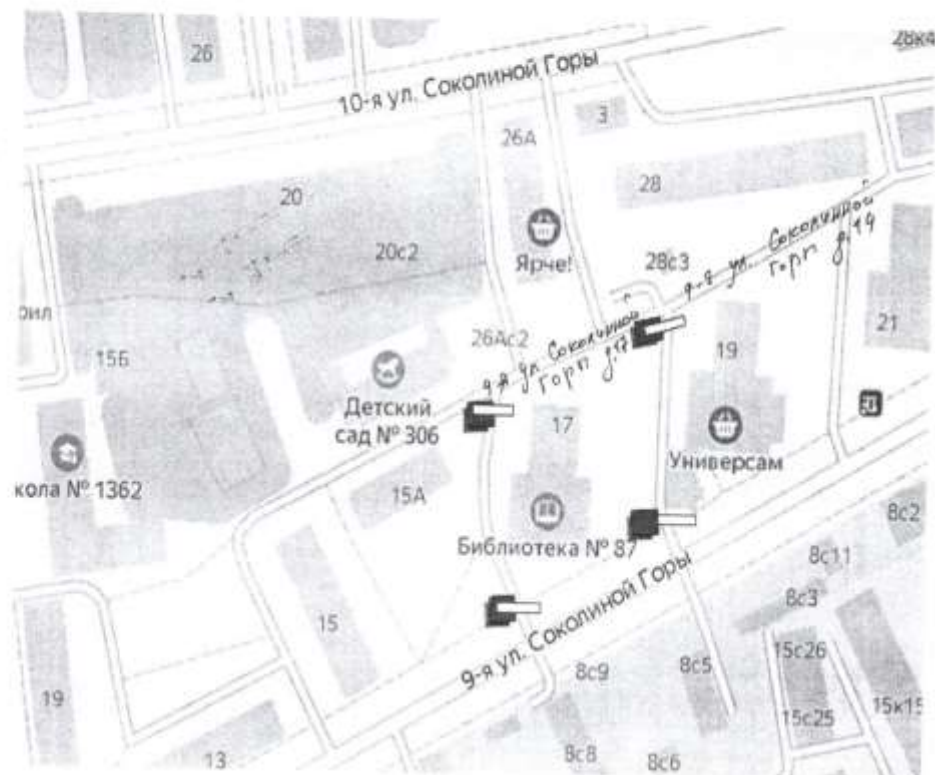 26
28к4
10-я ул. Соколиной Горы
3
26А
28
20
20с2
Ярче!
28с3
9-я ул. Соколинной
Горы д.19
рил
15Б
26Ас2
9-я ул. Соколинной
Горы д.17
19
21
Детский
сад № 306
17
Универсам
кола № 1362
15А
Библиотека № 87
8с2
8с11
9-я ул. Соколиной Горы
8с3
15
15с26
19
8с9
8с5
15с25
15к15
13
8с8
8с6